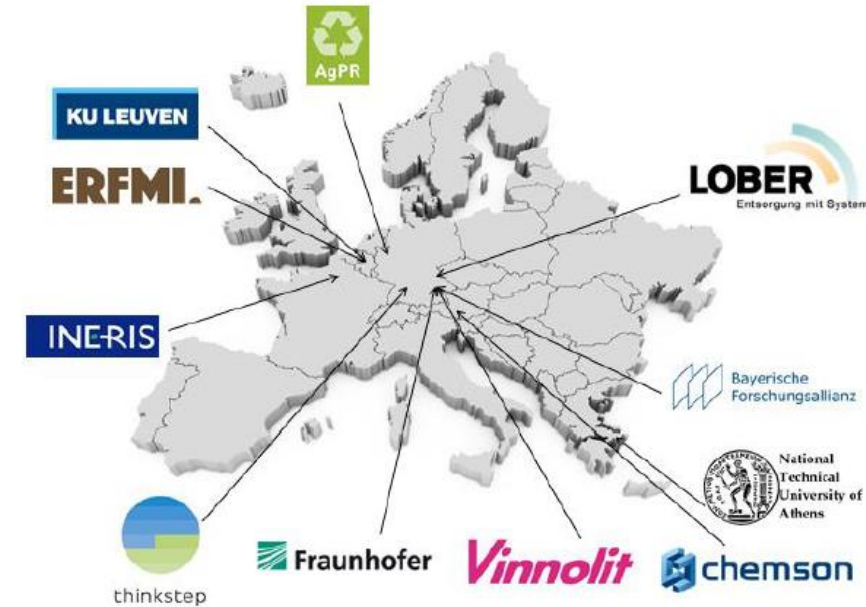 AgPR
KU LEUVEN
ERFMI.
LOBER
Entsorgung mit System
INERIS
Bayerische
Forschungsallianz
National
Technical
University of
Athens
thinkstep
Fraunhofer
Vinnolit
chemson